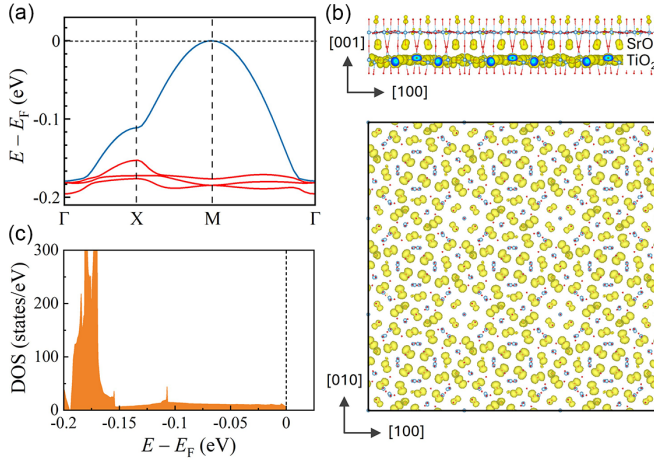 (a)
E − E_F (eV)
0
-0.1
-0.2
Γ X M Γ
(b)
[001]
[100]
SrO
TiO₂
(c)
DOS (states/eV)
300
200
100
0
-0.2 -0.15 -0.1 -0.05 0
E − E_F (eV)
[010]
[100]